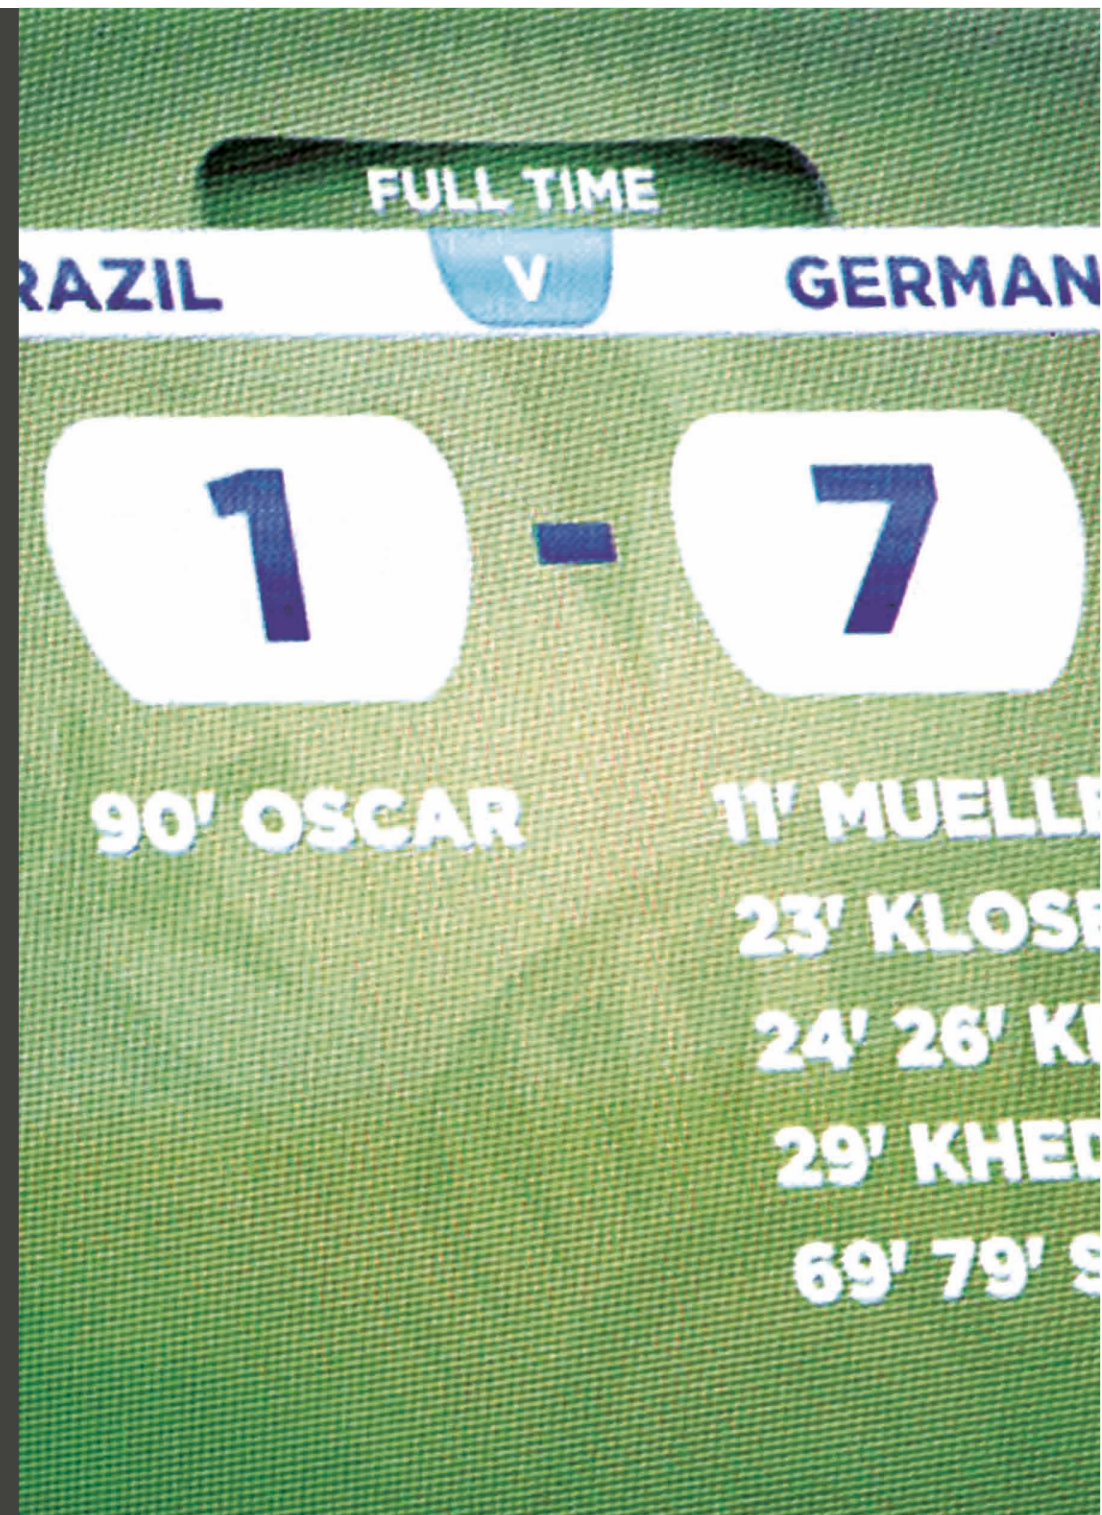 FULL TIME
RAZIL V GERMAN
1 - 7
90' OSCAR 11' MUELLE
23' KLOSE
24' 26' K
29' KHED
69' 79' S